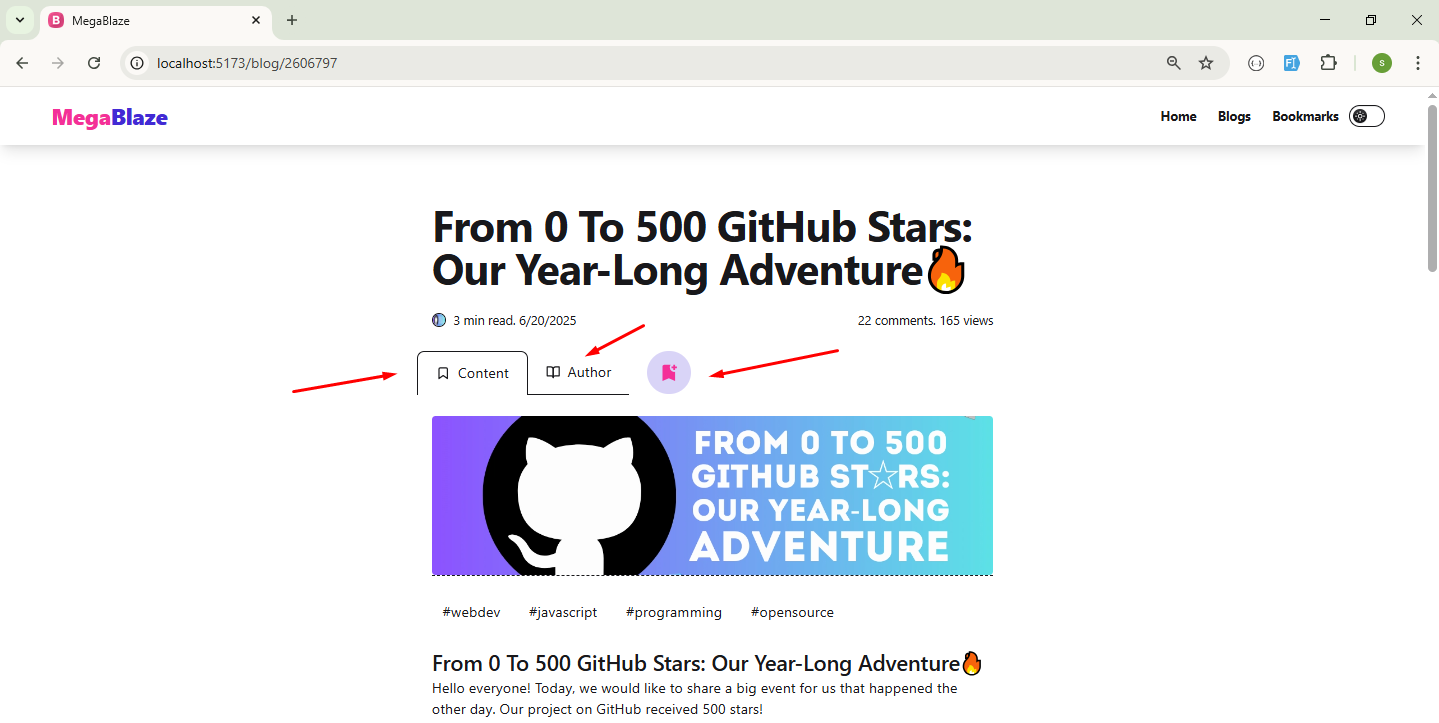 B MegaBlaze
localhost:5173/blog/2606797
S
MegaBlaze
Home Blogs Bookmarks
From 0 To 500 GitHub Stars:
Our Year-Long Adventure🔥
3 min read. 6/20/2025
22 comments. 165 views
Content
Author
FROM 0 TO 500
GITHUB ST☆RS:
OUR YEAR-LONG
ADVENTURE
#webdev #javascript #programming #opensource
From 0 To 500 GitHub Stars: Our Year-Long Adventure🔥
Hello everyone! Today, we would like to share a big event for us that happened the
other day. Our project on GitHub received 500 stars!